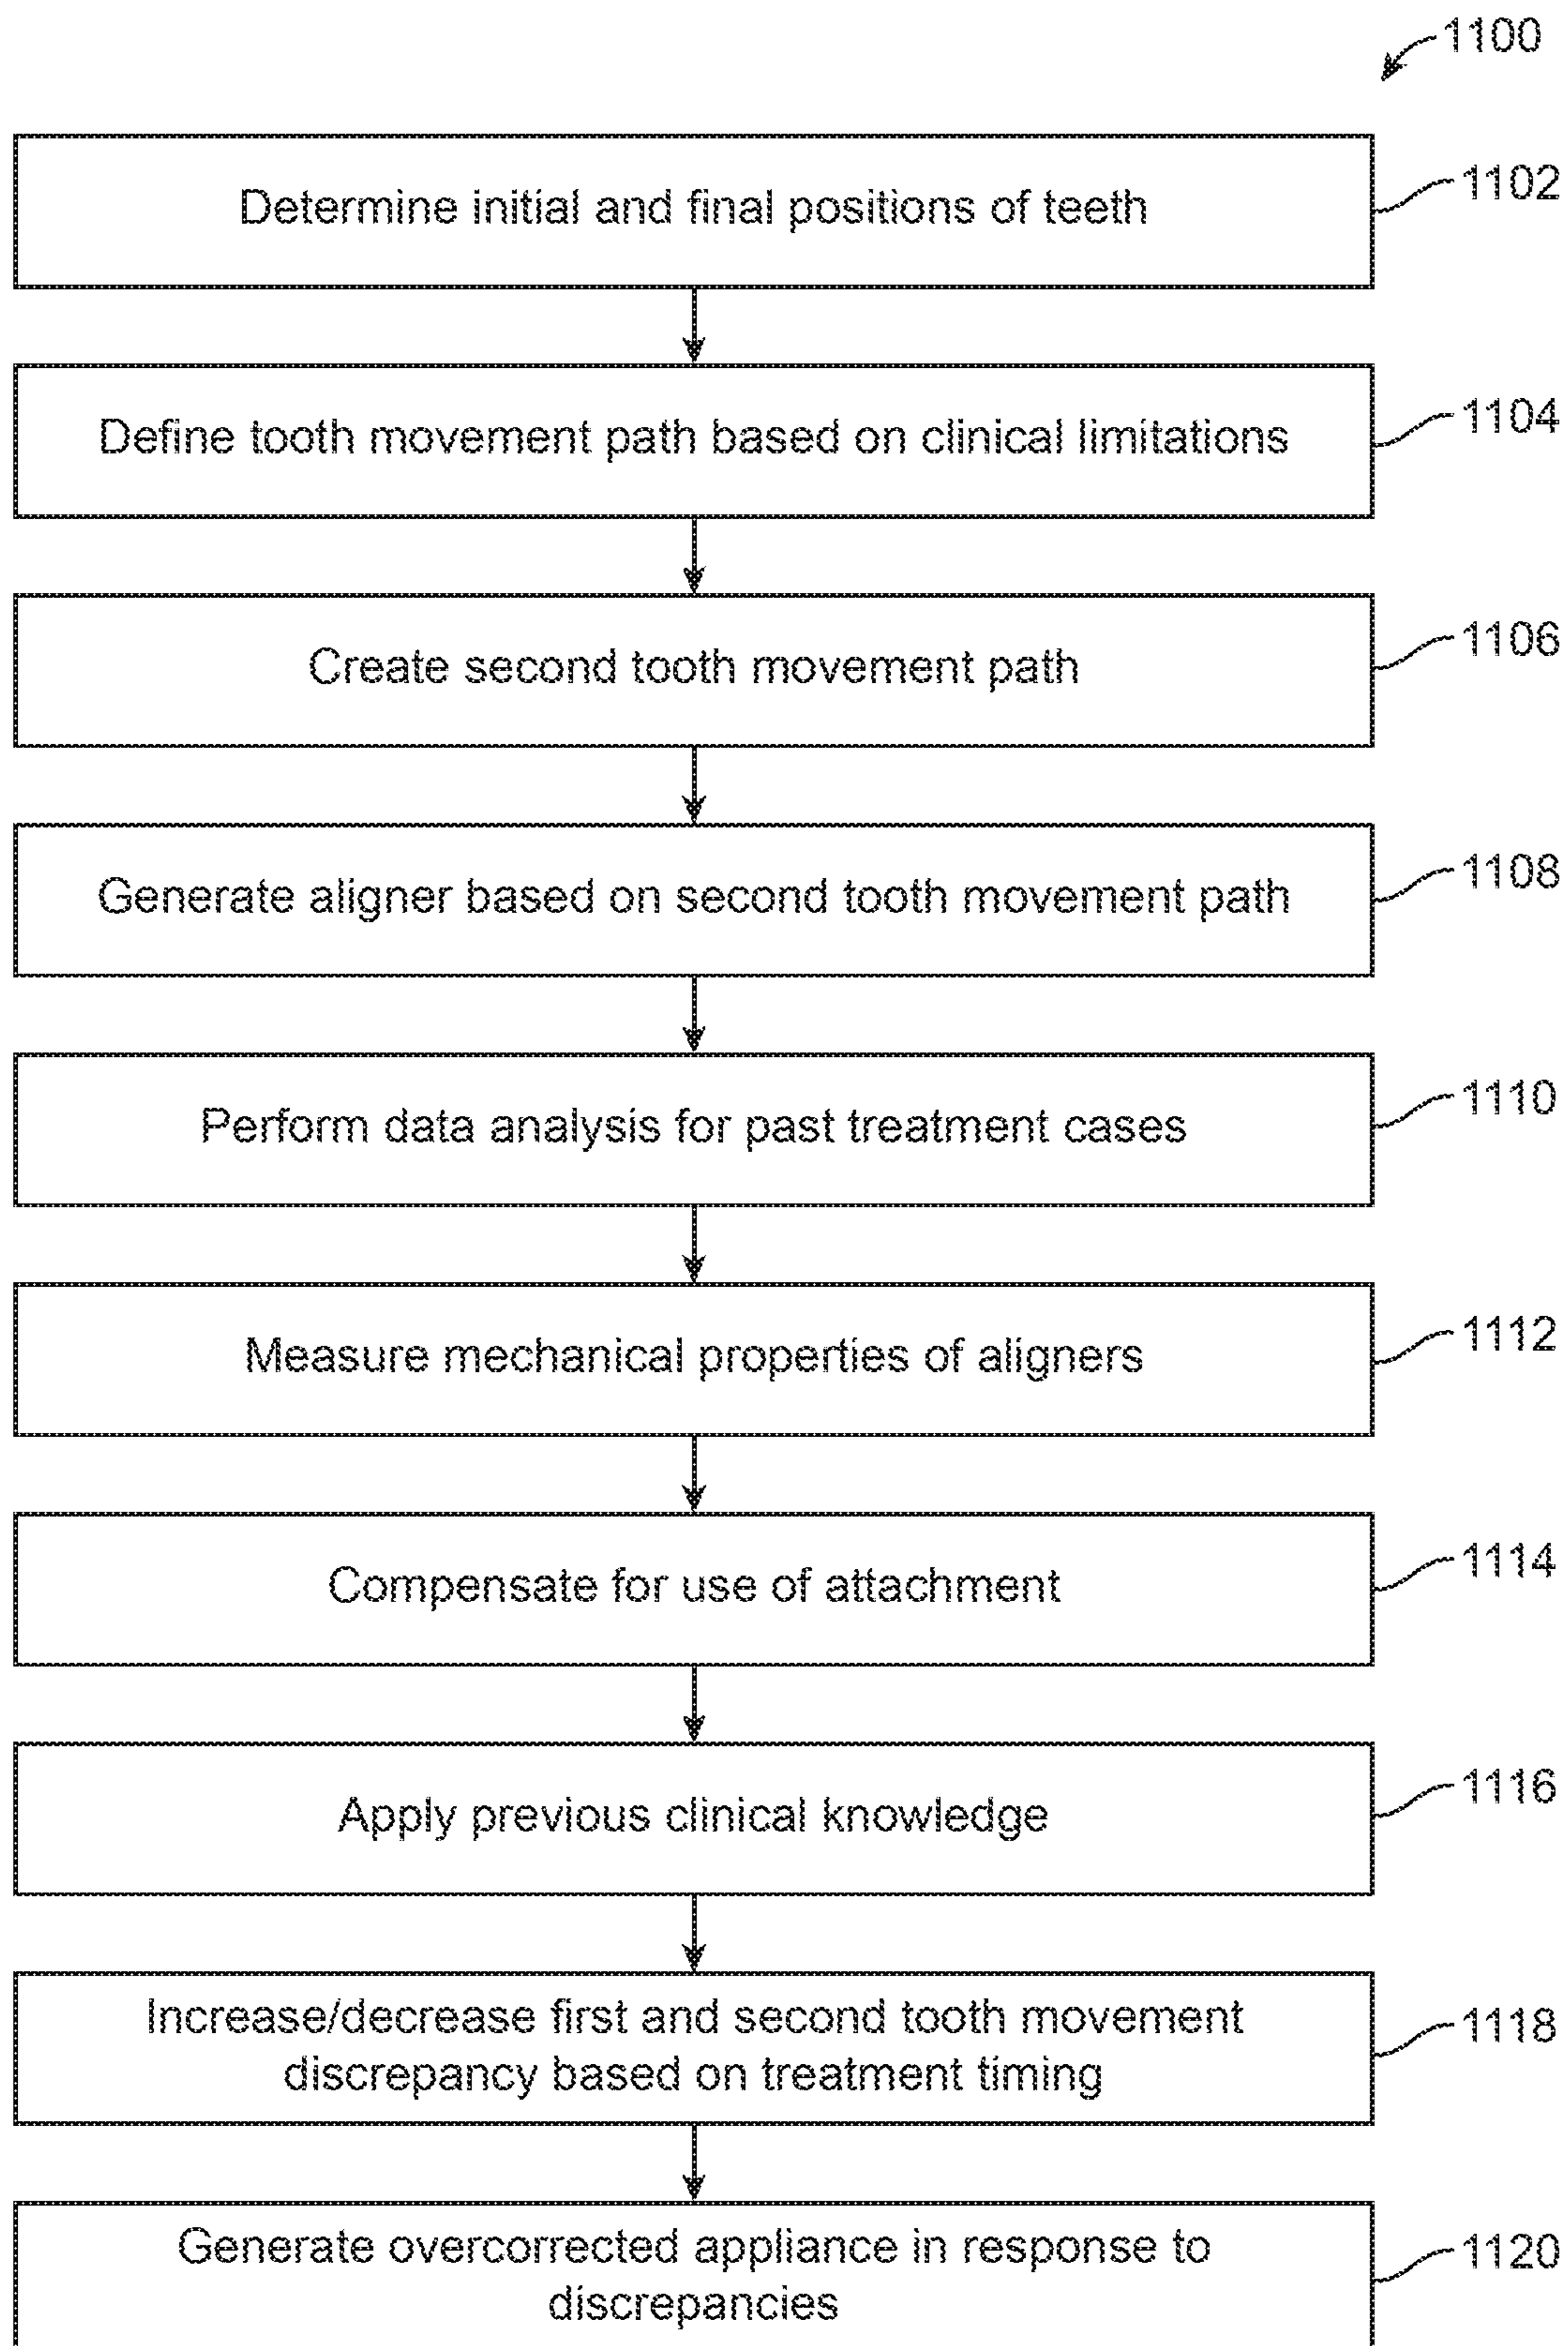 1100
Determine initial and final positions of teeth
1102
Define tooth movement path based on clinical limitations
1104
Create second tooth movement path
1106
Generate aligner based on second tooth movement path
1108
Perform data analysis for past treatment cases
1110
Measure mechanical properties of aligners
1112
Compensate for use of attachment
1114
Apply previous clinical knowledge
1116
Increase/decrease first and second tooth movement
discrepancy based on treatment timing
1118
Generate overcorrected appliance in response to
discrepancies
1120